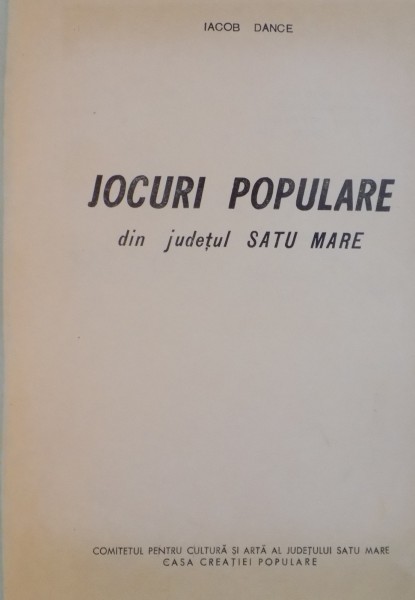 IACOB DANCE
JOCURI POPULARE
din județul SATU MARE
COMITETUL PENTRU CULTURĂ ȘI ARTĂ AL JUDEȚULUI SATU MARE
CASA CREAȚIEI POPULARE